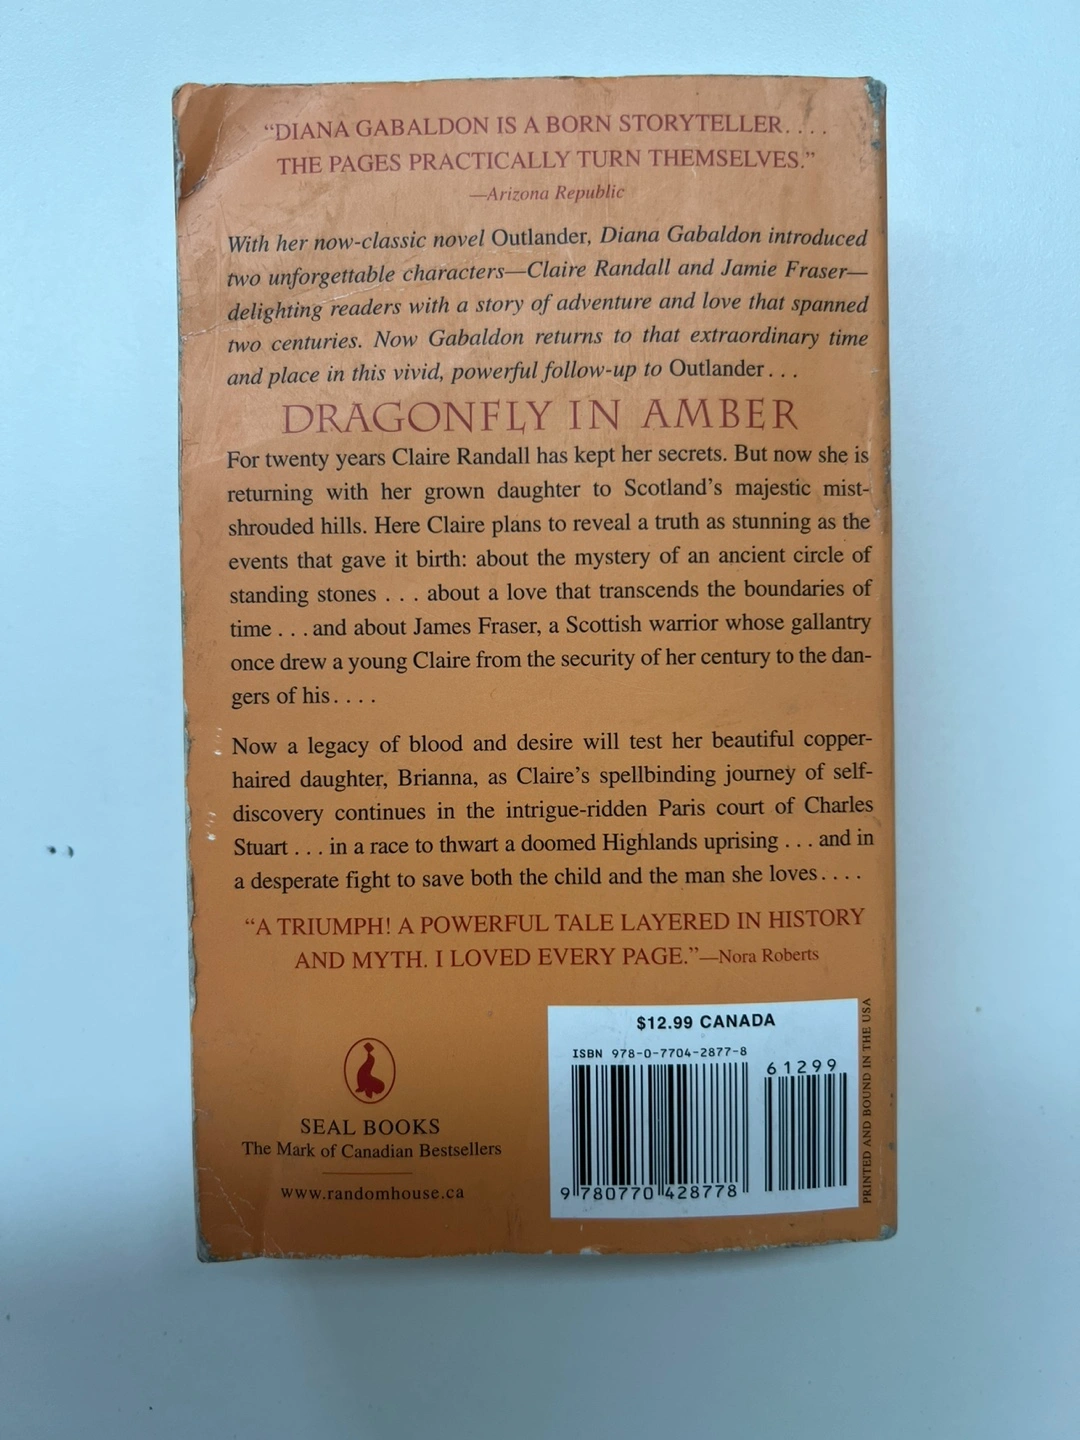 “DIANA GABALDON IS A BORN STORYTELLER. . . .
THE PAGES PRACTICALLY TURN THEMSELVES.”
—Arizona Republic
With her now-classic novel Outlander, Diana Gabaldon introduced
two unforgettable characters—Claire Randall and Jamie Fraser—
delighting readers with a story of adventure and love that spanned
two centuries. Now Gabaldon returns to that extraordinary time
and place in this vivid, powerful follow-up to Outlander . . .
DRAGONFLY IN AMBER
For twenty years Claire Randall has kept her secrets. But now she is
returning with her grown daughter to Scotland’s majestic mist-
shrouded hills. Here Claire plans to reveal a truth as stunning as the
events that gave it birth: about the mystery of an ancient circle of
standing stones . . . about a love that transcends the boundaries of
time . . . and about James Fraser, a Scottish warrior whose gallantry
once drew a young Claire from the security of her century to the dan-
gers of his . . . .
Now a legacy of blood and desire will test her beautiful copper-
haired daughter, Brianna, as Claire’s spellbinding journey of self-
discovery continues in the intrigue-ridden Paris court of Charles
Stuart . . . in a race to thwart a doomed Highlands uprising . . . and in
a desperate fight to save both the child and the man she loves . . . .
“A TRIUMPH! A POWERFUL TALE LAYERED IN HISTORY
AND MYTH. I LOVED EVERY PAGE.”—Nora Roberts
SEAL BOOKS
The Mark of Canadian Bestsellers
www.randomhouse.ca
$12.99 CANADA
ISBN 978-0-7704-2877-8
61299
9 780770 428778
PRINTED AND BOUND IN THE USA